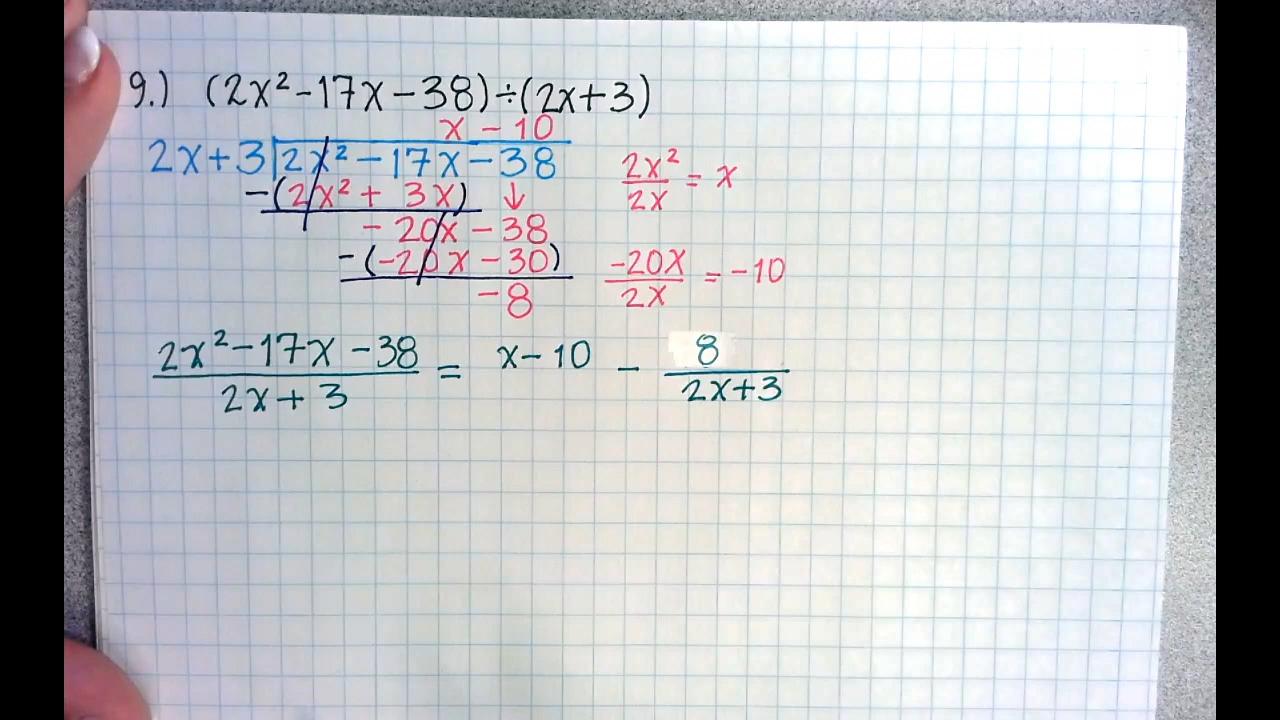 9.) (2x²-17x-38)÷(2x+3)
x - 10
2x+3 2x² - 17x - 38
-(2x² + 3x) ↓
2x²/2x = x
- 20x - 38
-(-20x - 30)
-20x/2x = -10
- 8
2x²-17x-38/2x+3 = x-10 - 8/2x+3